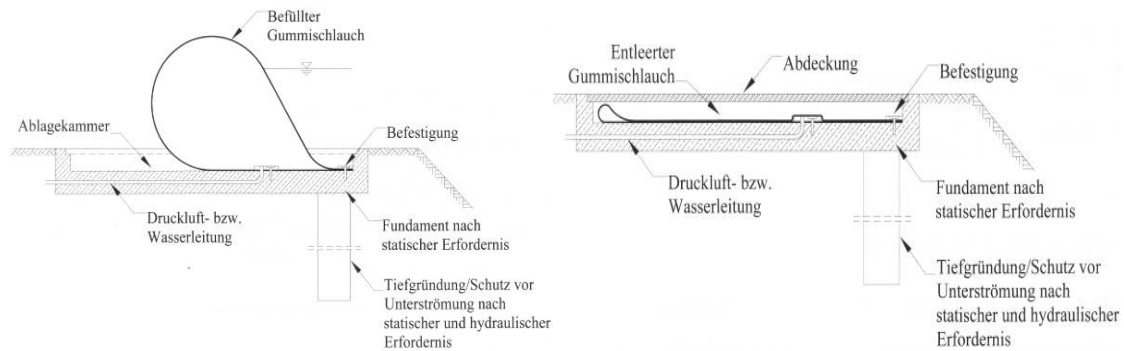 Befüllter
Gummischlauch
Ablagekammer
Befestigung
Druckluft- bzw.
Wasserleitung
Fundament nach
statischer Erfordernis
Tiefgründung/Schutz vor
Unterströmung nach
statischer und hydraulischer
Erfordernis
Entleerter
Gummischlauch
Abdeckung
Befestigung
Druckluft- bzw.
Wasserleitung
Fundament nach
statischer Erfordernis
Tiefgründung/Schutz vor
Unterströmung nach
statischer und hydraulischer
Erfordernis